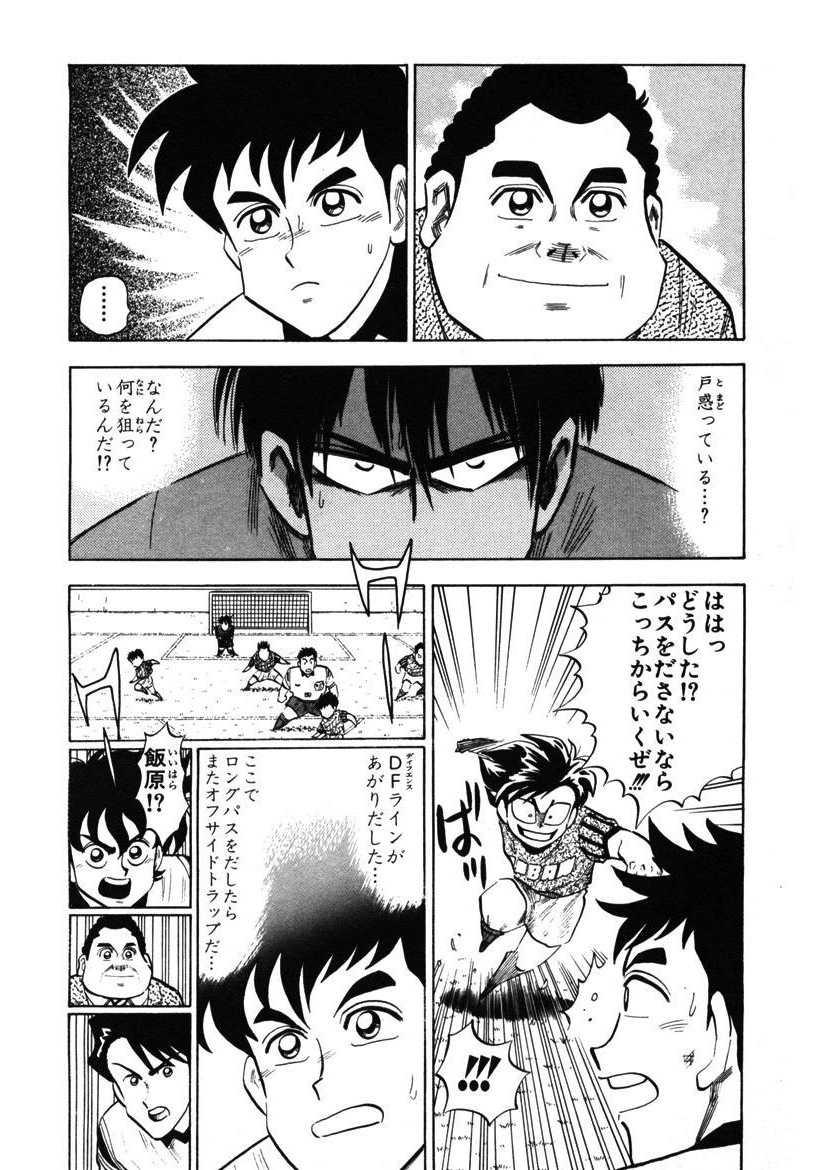 ……
戸惑っている…？
なんだ？
何を狙って
いるんだ!?
ははっ
どうした!?
パスをださないなら
こっちからいくぜ!!!
ばっ
!!!
ハ
ハ
DFラインが
あがりだした…
ここで
ロングパスをだしたら
またオフサイドトラップだ…
飯原!?